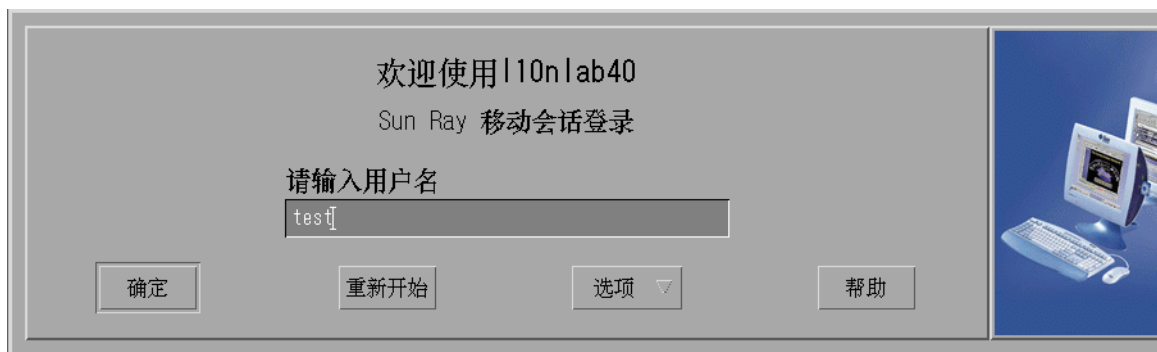 欢迎使用l10nlab40
Sun Ray 移动会话登录
请输入用户名
test
确定
重新开始
选项
帮助